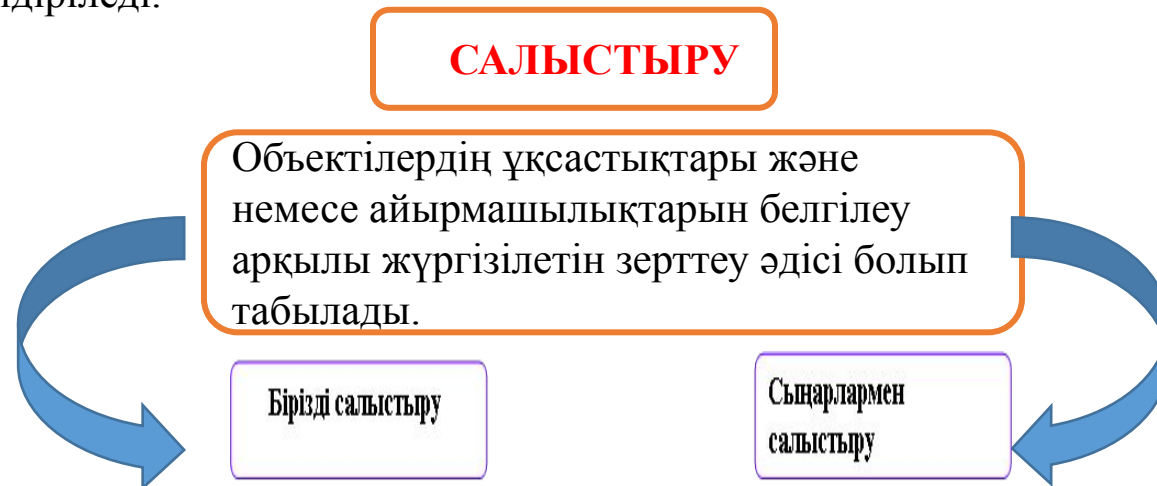 САЛЫСТЫРУ
Объектілердің ұқсастықтары және
немесе айырмашылықтарын белгілеу
арқылы жүргізілетін зерттеу әдісі болып
табылады.
Бірізді салыстыру
Сыңарлармен
салыстыру